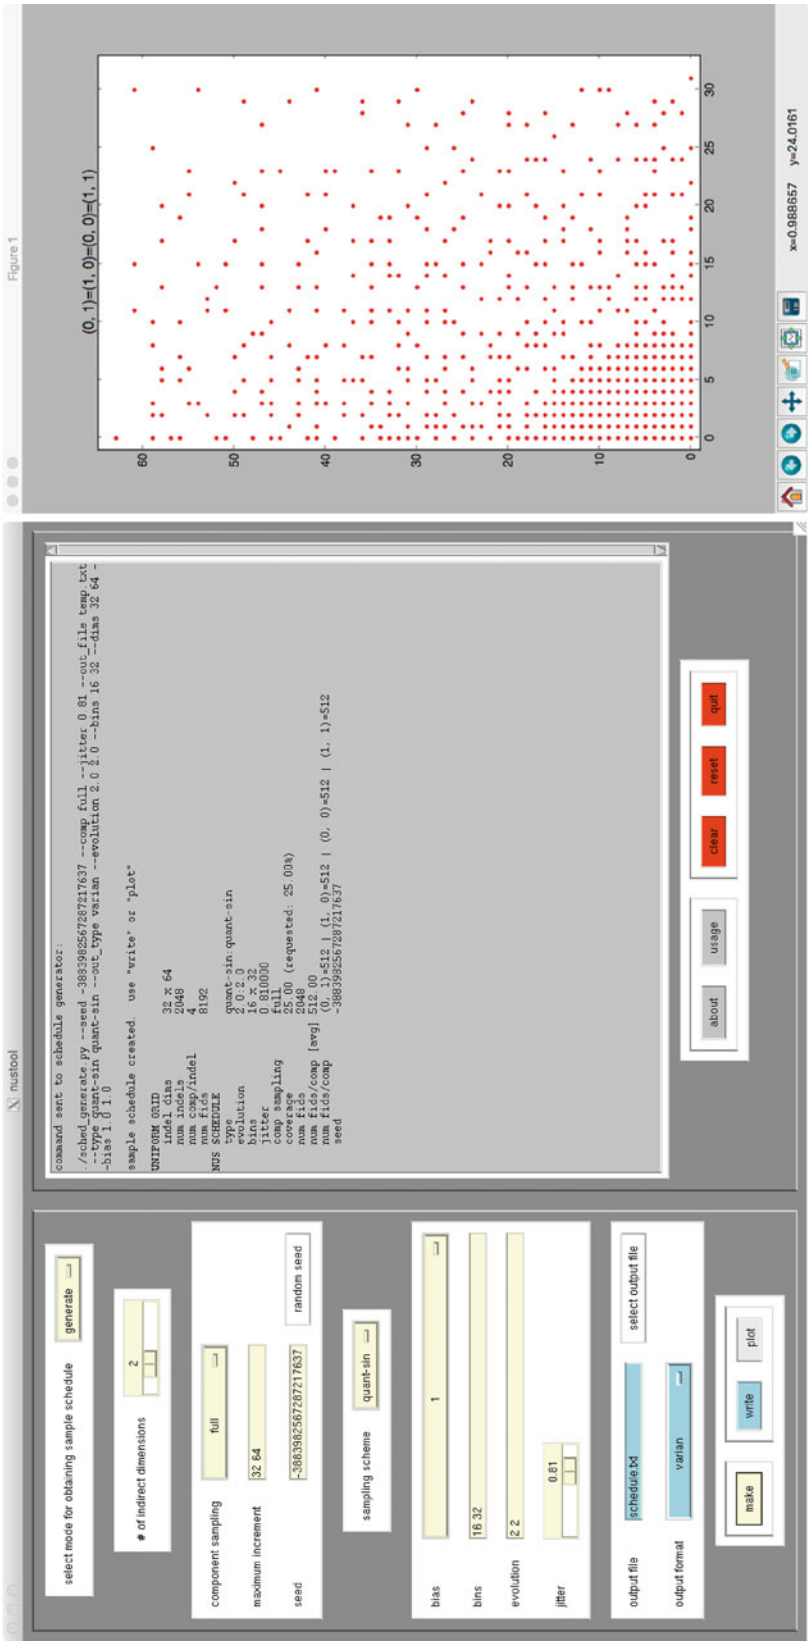 nustool
select mode for obtaining sample schedule
generate
# of indirect dimensions
2
component sampling
full
maximum increment
32 64
seed
-3883982567287217637
random seed
sampling scheme
quant-sin
bias
1
bins
16 32
evolution
2 2
jitter
0.81
output file
schedule.txt
select output file
output format
varian
make
write
plot
command sent to schedule generator:
./sched_generate.py --seed -3883982567287217637 --comp full --jitter 0.81 --out_file temp.txt
--type quant-sin quant-sin --out_type varian --evolution 2.0 2.0 --bins 16 32 --dims 32 64 -
-bias 1.0 1.0
sample schedule created. use "write" or "plot"
UNIFORM GRID
indel dims 32 x 64
num indels 2048
num comp/indel 4
num fids 8192
NUS SCHEDULE
type quant-sin:quant-sin
evolution 2.0:2.0
bins 16 x 32
jitter 0.810000
comp sampling full
coverage 25.00 (requested: 25.00%)
num fids 2048
num fids/comp [avg] 512.00
num fids/comp (0, 1)=512 | (1, 0)=512 | (0, 0)=512 | (1, 1)=512
seed -3883982567287217637
about
usage
clear
reset
quit
Figure 1
(0, 1)=(1, 0)=(0, 0)=(1, 1)
60
50
40
30
20
10
0
0 5 10 15 20 25 30
x=0.988657 y=24.0161